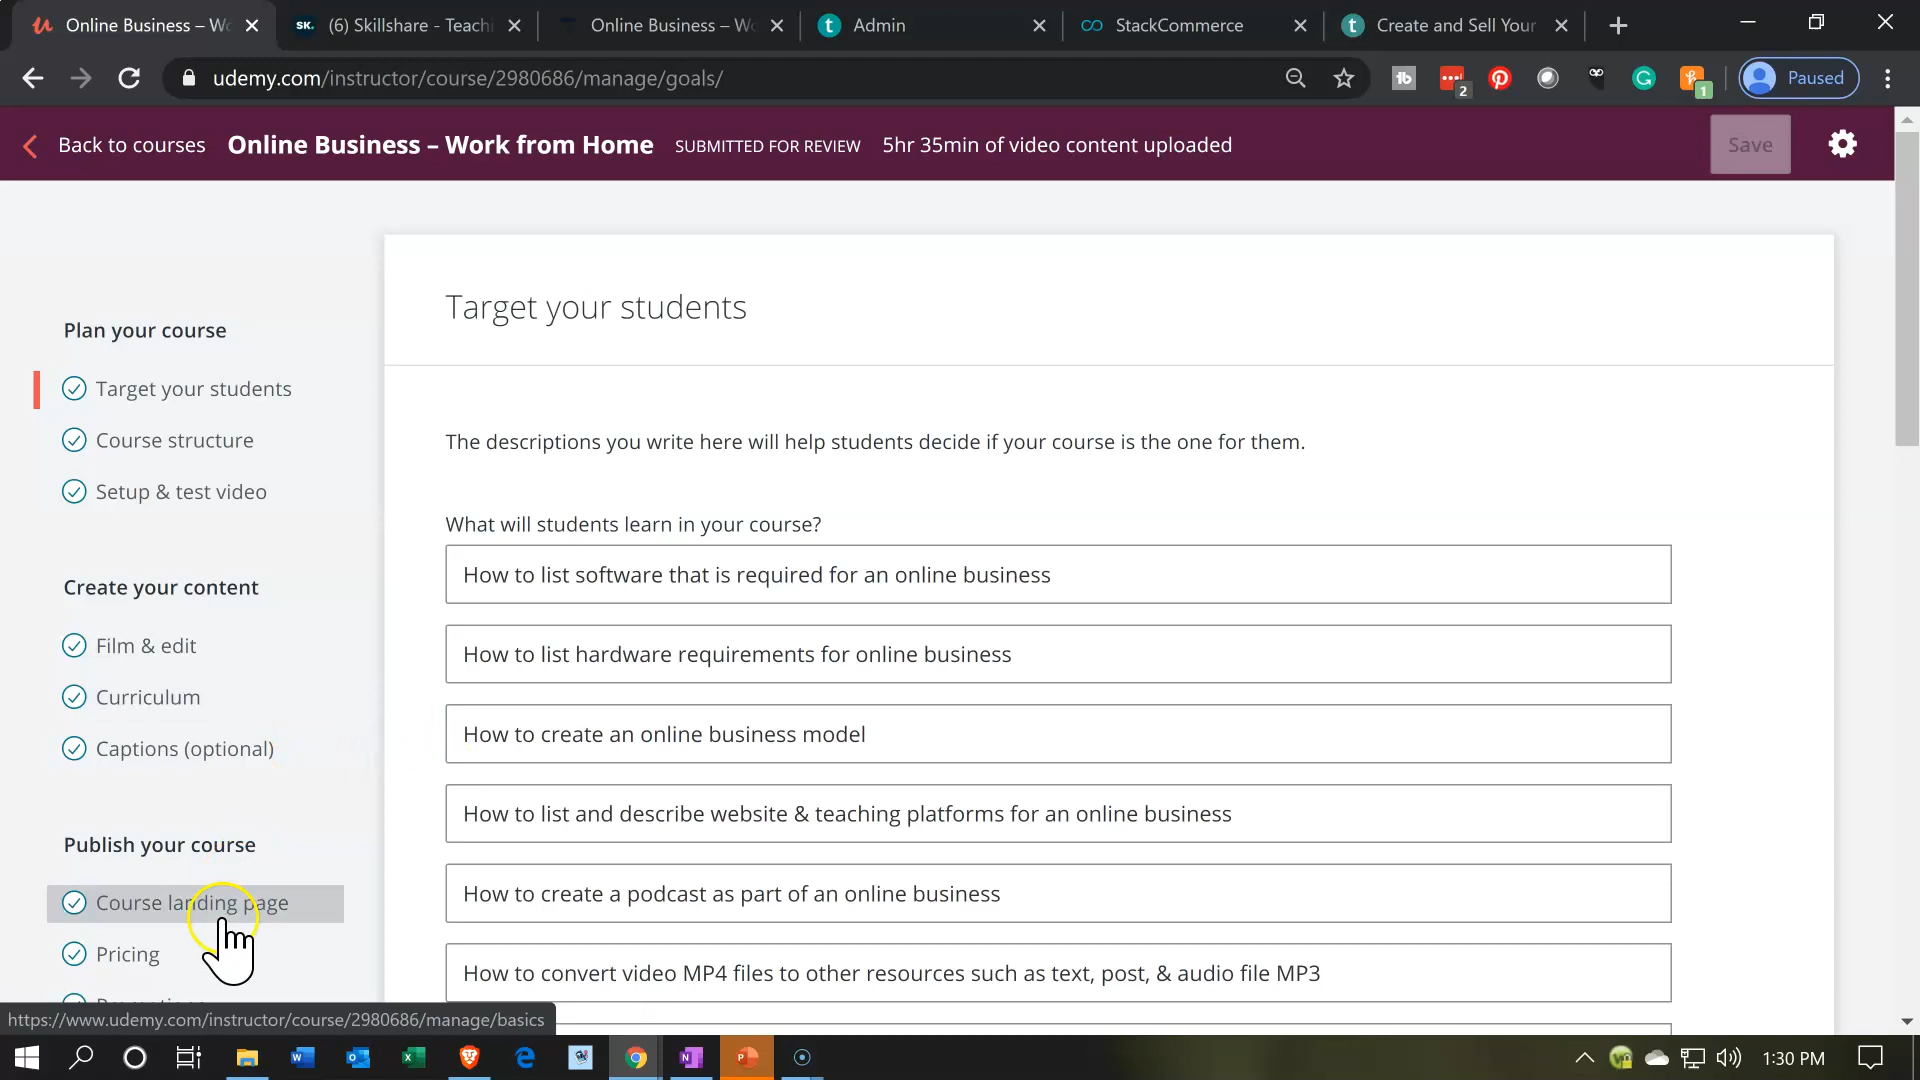 Online Business – Wo
SK. (6) Skillshare - Teachi
Online Business – Wo
t Admin
StackCommerce
t Create and Sell Your
udemy.com/instructor/course/2980686/manage/goals/
2
1
Paused
Back to courses
Online Business – Work from Home
SUBMITTED FOR REVIEW
5hr 35min of video content uploaded
Save
Plan your course
Target your students
Course structure
Setup & test video
Create your content
Film & edit
Curriculum
Captions (optional)
Publish your course
Course landing page
Pricing
Target your students
The descriptions you write here will help students decide if your course is the one for them.
What will students learn in your course?
How to list software that is required for an online business
How to list hardware requirements for online business
How to create an online business model
How to list and describe website & teaching platforms for an online business
How to create a podcast as part of an online business
How to convert video MP4 files to other resources such as text, post, & audio file MP3
https://www.udemy.com/instructor/course/2980686/manage/basics
1:30 PM